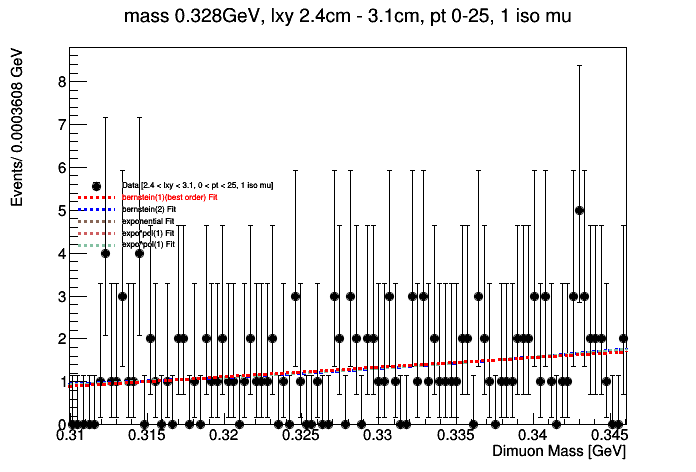 mass 0.328GeV, lxy 2.4cm - 3.1cm, pt 0-25, 1 iso mu
Events/ 0.0003608 GeV
8
7
6
5
4
3
2
1
0
Data [2.4 < lxy < 3.1, 0 < pt < 25, 1 iso mu]
bernstein(1)(best order) Fit
bernstein(2) Fit
exponential Fit
expo*pol(1) Fit
expo*pol(1) Fit
0.31 0.315 0.32 0.325 0.33 0.335 0.34 0.345
Dimuon Mass [GeV]